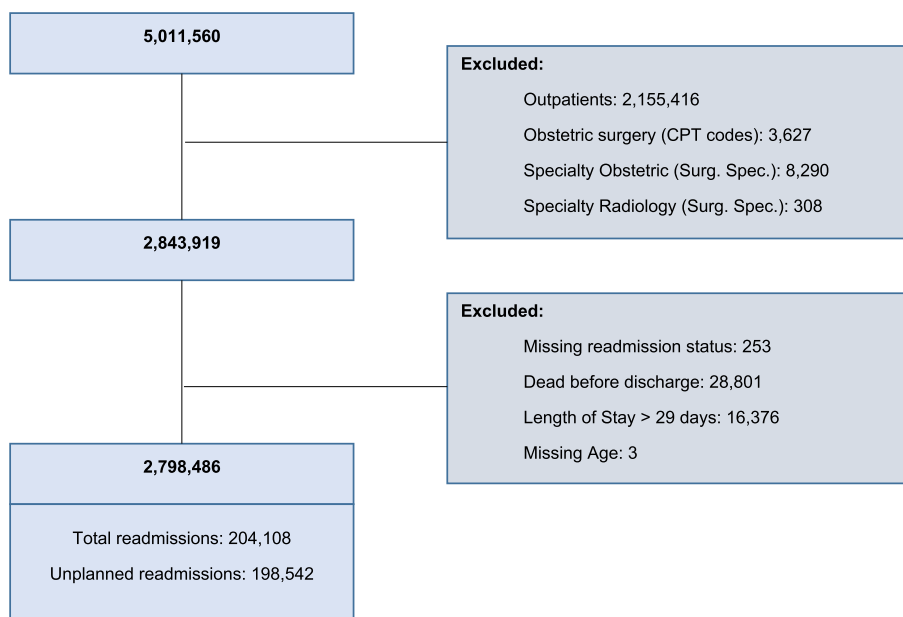 5,011,560
Excluded:
Outpatients: 2,155,416
Obstetric surgery (CPT codes): 3,627
Specialty Obstetric (Surg. Spec.): 8,290
Specialty Radiology (Surg. Spec.): 308
2,843,919
Excluded:
Missing readmission status: 253
Dead before discharge: 28,801
Length of Stay > 29 days: 16,376
Missing Age: 3
2,798,486
Total readmissions: 204,108
Unplanned readmissions: 198,542